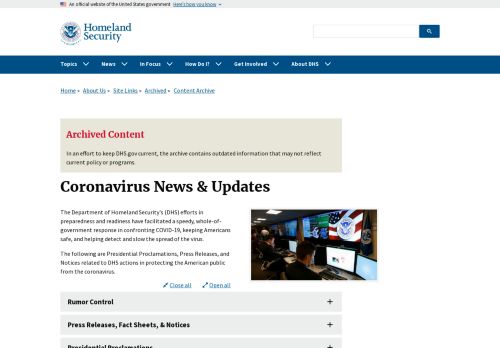 An official website of the United States government Here's how you know
Homeland
Security
Topics News In Focus How Do I? Get Involved About DHS
Home About Us Site Links Archived Content Archive
Archived Content
In an effort to keep DHS.gov current, the archive contains outdated information that may not reflect
current policy or programs.
Coronavirus News & Updates
The Department of Homeland Security's (DHS) efforts in
preparedness and readiness have facilitated a speedy, whole-of-
government response in confronting COVID-19, keeping Americans
safe, and helping detect and slow the spread of virus.
The following are Presidential Proclamations, Press Releases, and
Notices related to DHS actions in protecting the American public
from the coronavirus.
Close all Open all
Rumor Control +
Press Releases, Fact Sheets, & Notices +
Presidential Proclamations